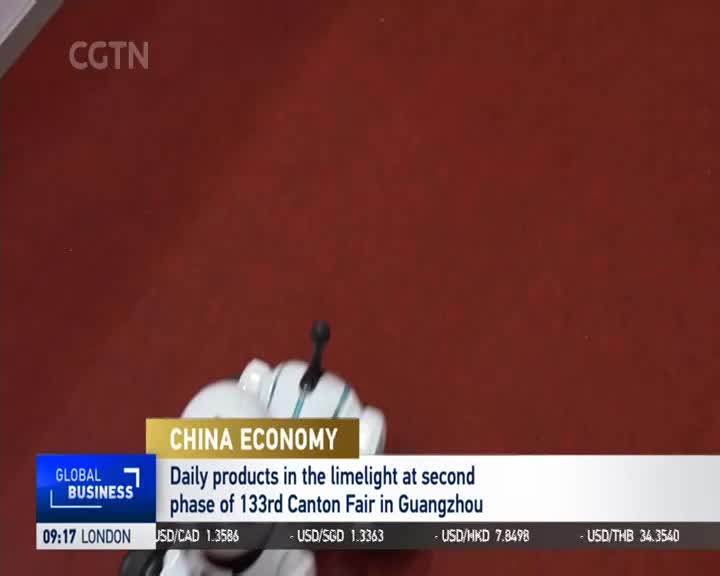 CGTN
CHINA ECONOMY
GLOBAL
BUSINESS
Daily products in the limelight at second
phase of 133rd Canton Fair in Guangzhou
09:17 LONDON
USD/CAD 1.3586 - USD/SGD 1.3363 - USD/HKD 7.8498 - USD/THB 34.3540